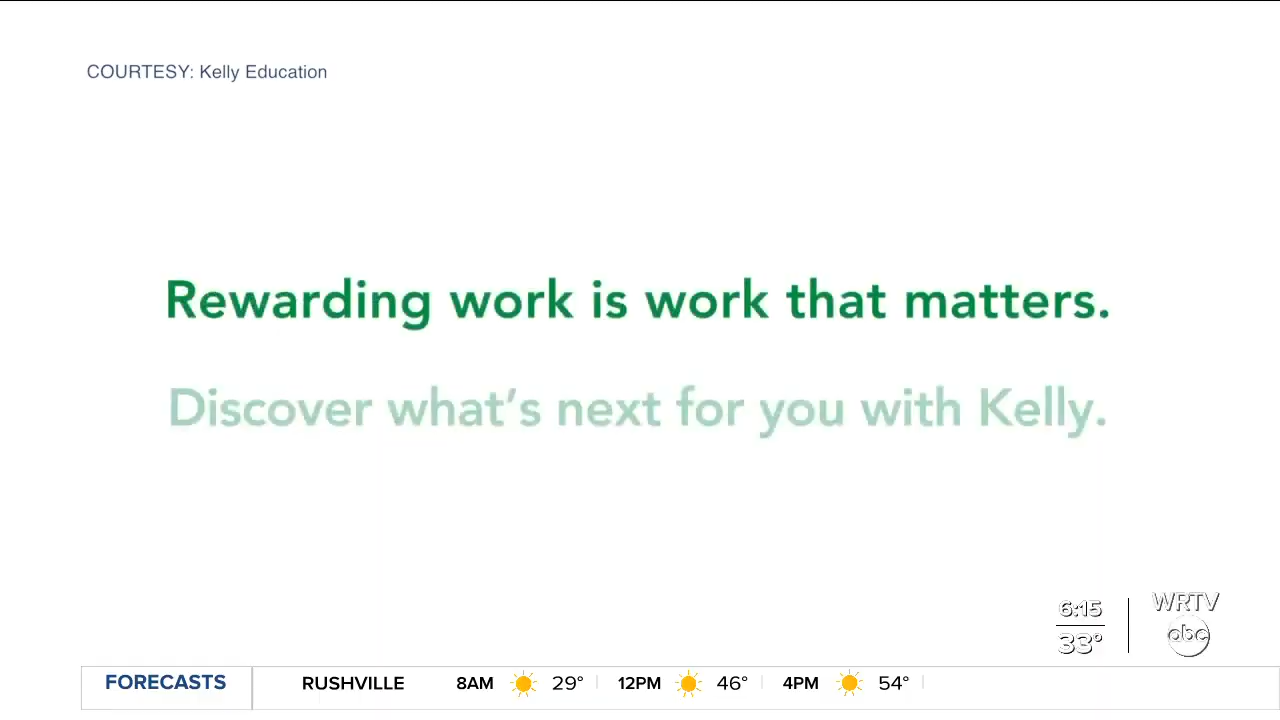 COURTESY: Kelly Education
Rewarding work is work that matters.
Discover what's next for you with Kelly.
6:15
33°
WRTV
abc
FORECASTS RUSHVILLE 8AM 29° 12PM 46° 4PM 54°